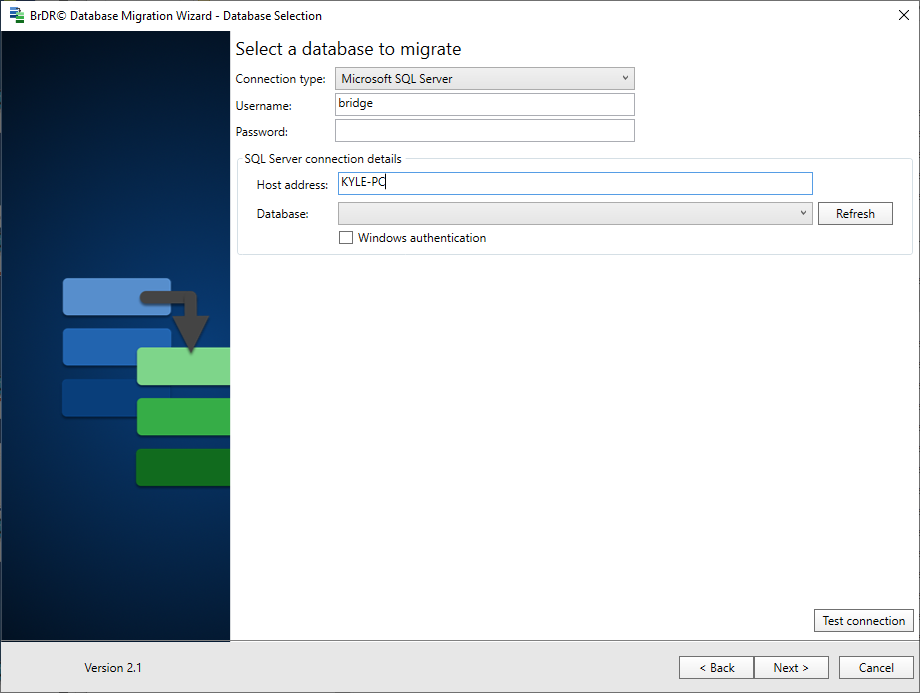 BrDR© Database Migration Wizard - Database Selection
Select a database to migrate
Connection type: Microsoft SQL Server
Username: bridge
Password:
SQL Server connection details
Host address: KYLE-PC
Database: Refresh
Windows authentication
Test connection
Version 2.1 < Back Next > Cancel